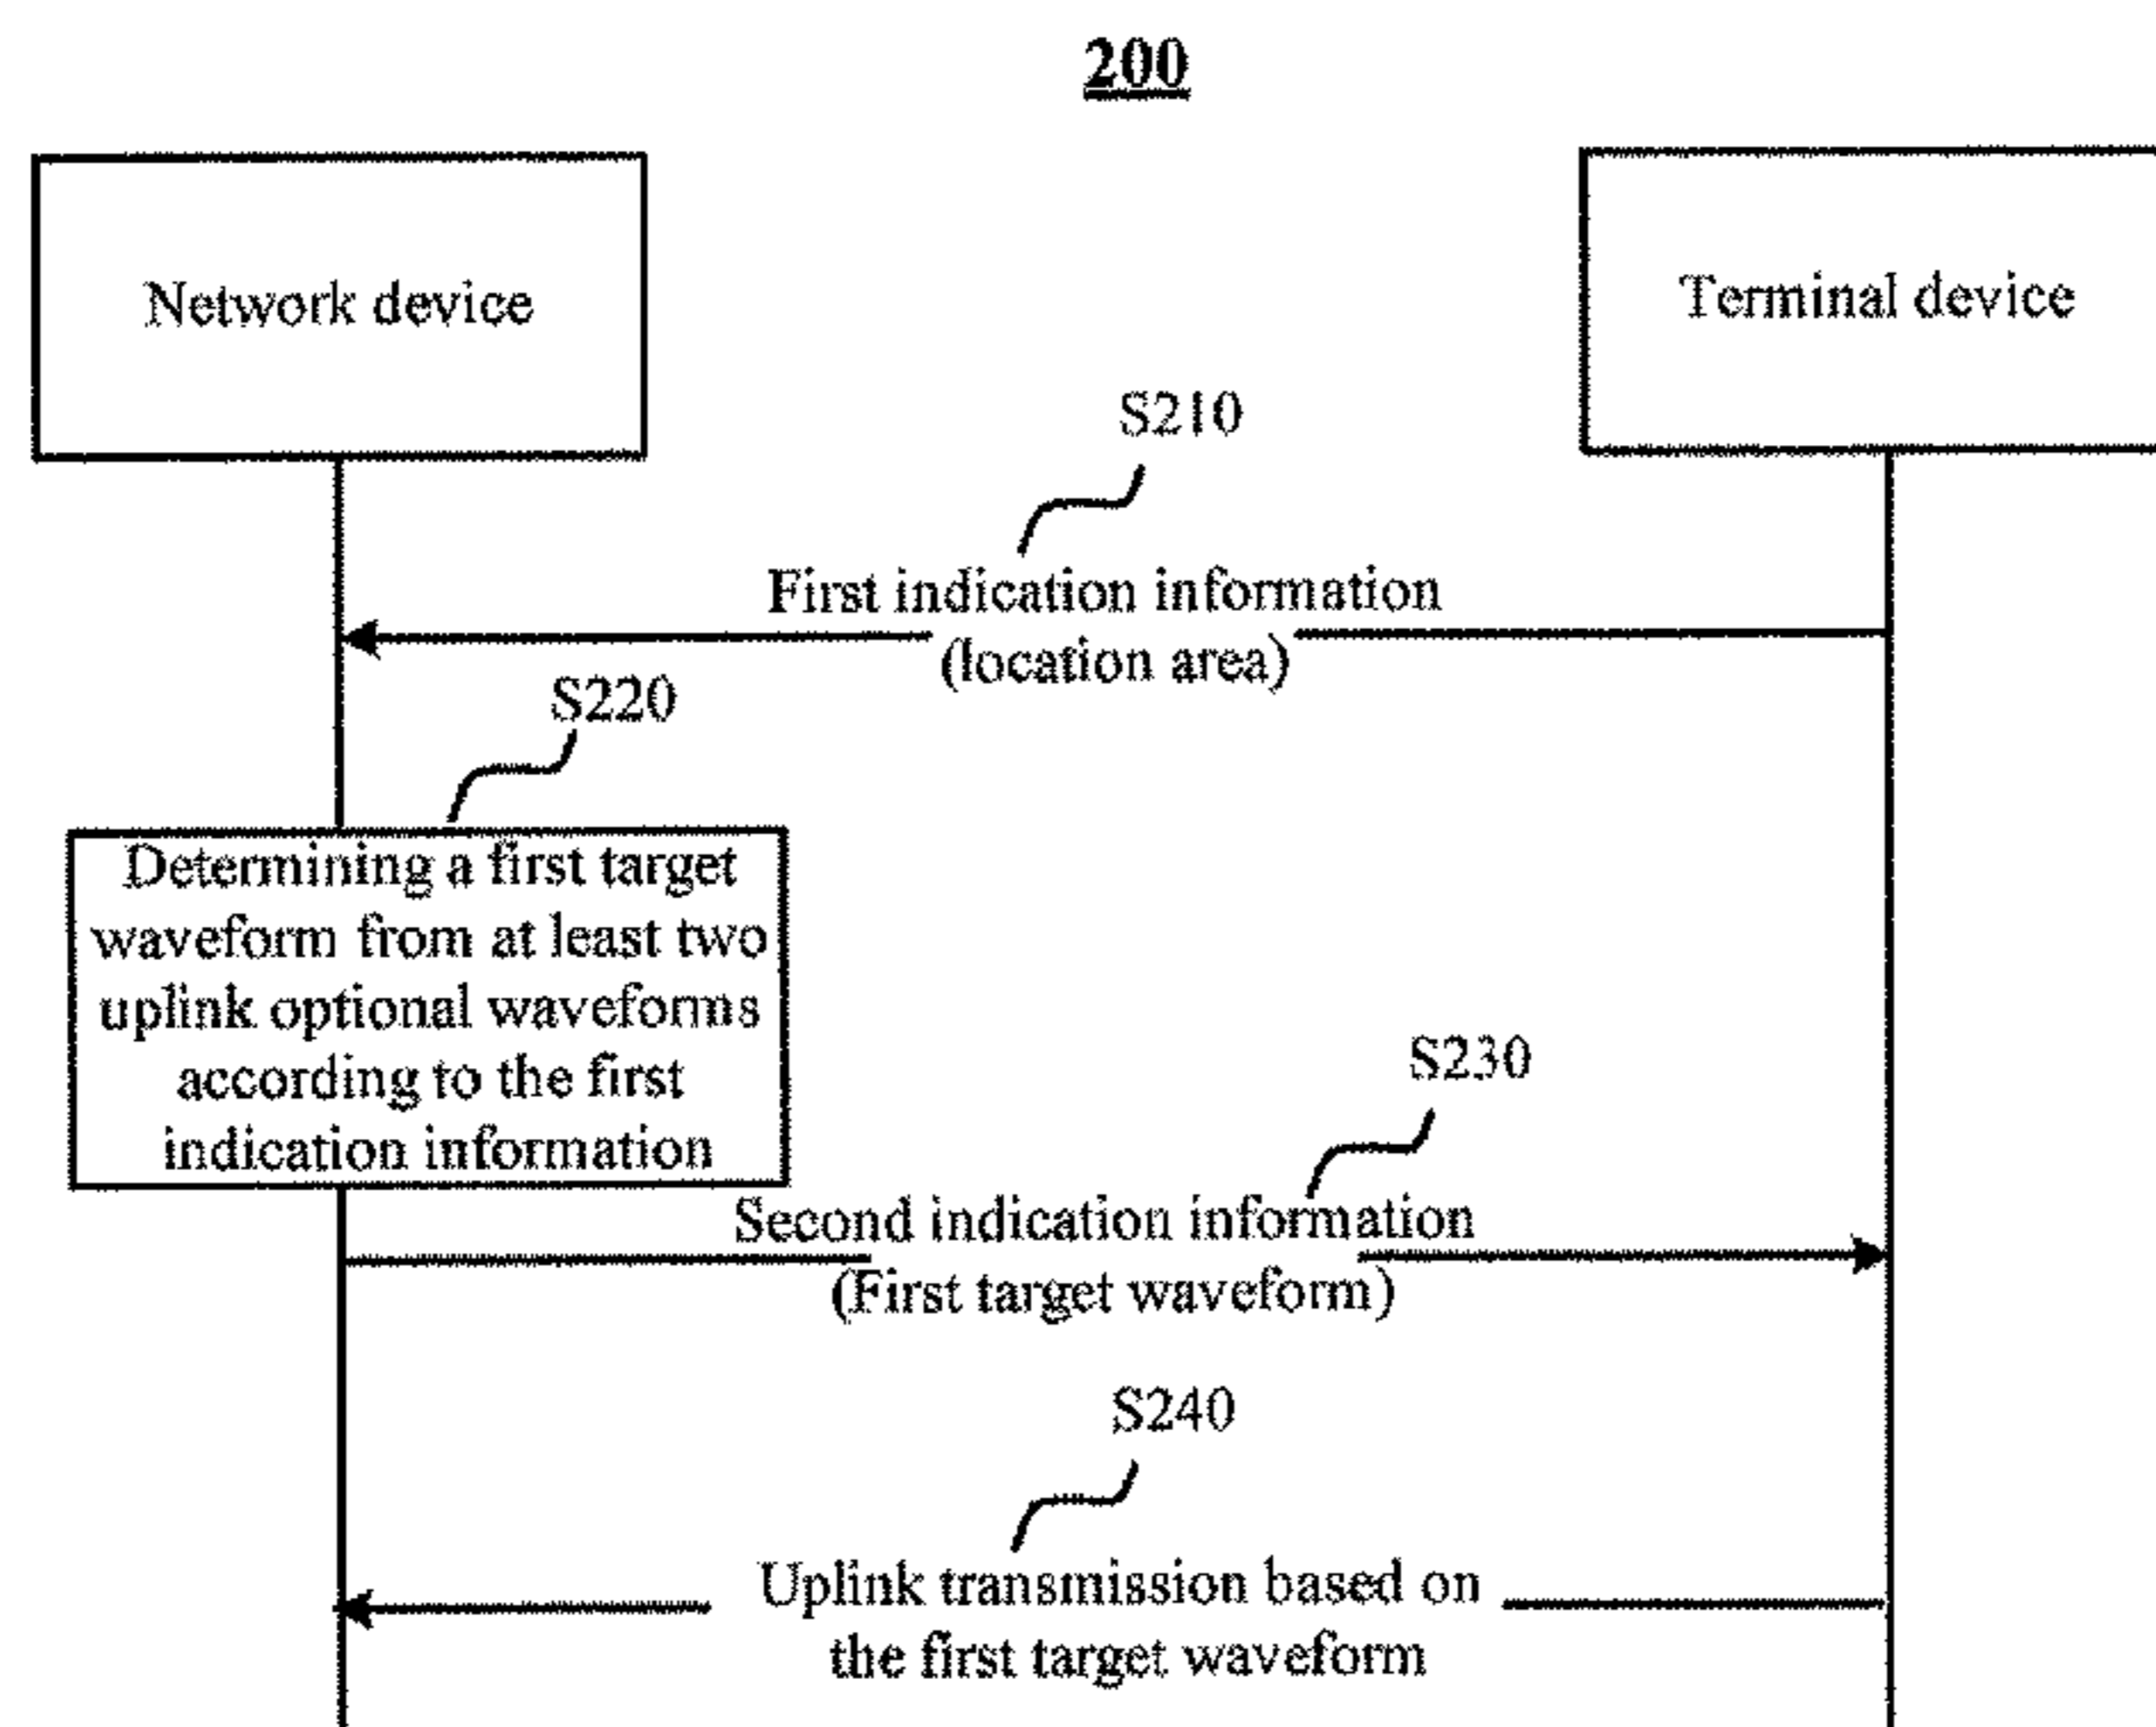 200
Network device
Terminal device
S210
First indication information
(location area)
S220
Determining a first target
waveform from at least two
uplink optional waveforms
according to the first
indication information
S230
Second indication information
(First target waveform)
S240
Uplink transmission based on
the first target waveform